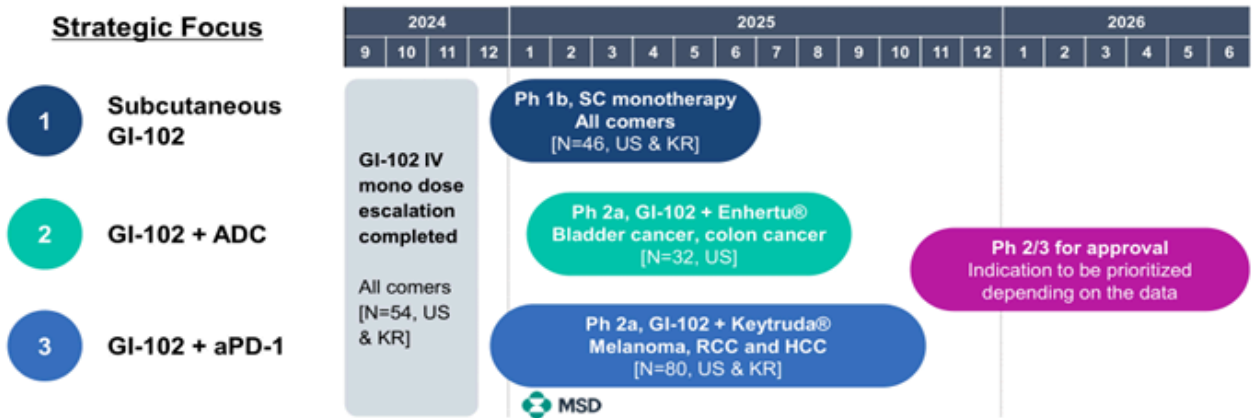 Strategic Focus
2024 2025 2026
9 10 11 12 1 2 3 4 5 6 7 8 9 10 11 12 1 2 3 4 5 6
1
Subcutaneous
GI-102
2
GI-102 + ADC
3
GI-102 + aPD-1
GI-102 IV
mono dose
escalation
completed
All comers
[N=54, US
& KR]
Ph 1b, SC monotherapy
All comers
[N=46, US & KR]
Ph 2a, GI-102 + Enhertu®
Bladder cancer, colon cancer
[N=32, US]
Ph 2a, GI-102 + Keytruda®
Melanoma, RCC and HCC
[N=80, US & KR]
MSD
Ph 2/3 for approval
Indication to be prioritized
depending on the data